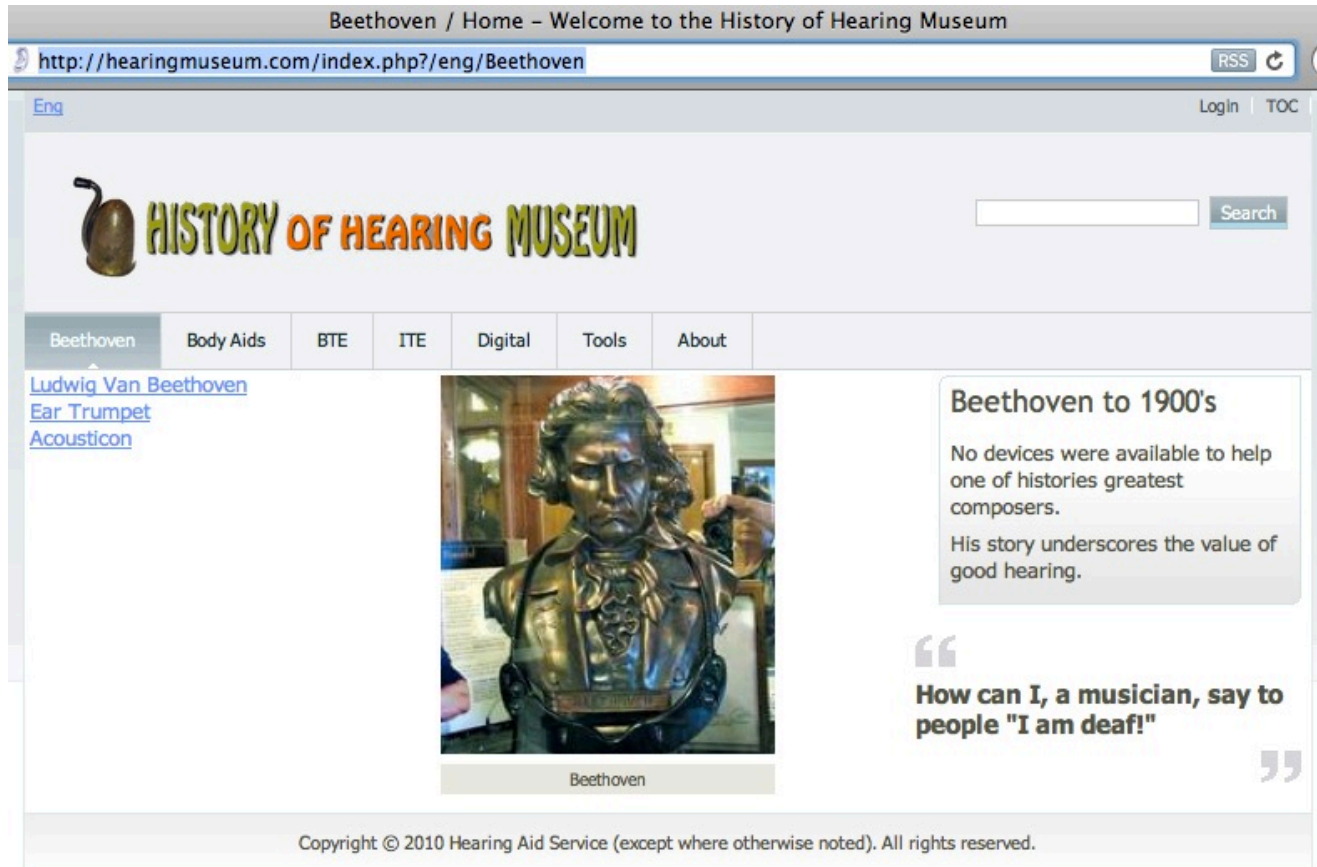 Beethoven / Home – Welcome to the History of Hearing Museum
http://hearingmuseum.com/index.php?/eng/Beethoven
RSS
Eng
Login TOC
HISTORY OF HEARING MUSEUM
Search
Beethoven Body Aids BTE ITE Digital Tools About
Ludwig Van Beethoven
Ear Trumpet
Acousticon
BEETHOVEN
Beethoven
Beethoven to 1900's
No devices were available to help
one of histories greatest
composers.
His story underscores the value of
good hearing.
“
How can I, a musician, say to
people "I am deaf!"
”
Copyright © 2010 Hearing Aid Service (except where otherwise noted). All rights reserved.